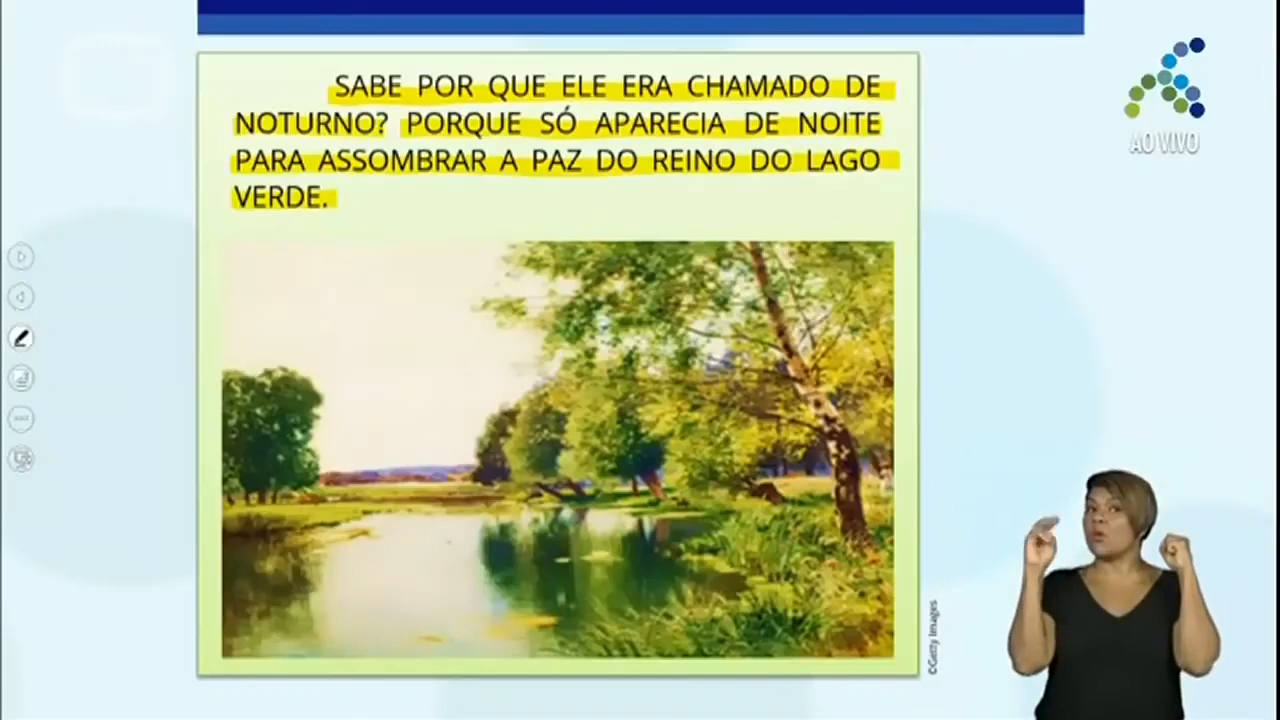 SABE POR QUE ELE ERA CHAMADO DE
NOTURNO? PORQUE SÓ APARECIA DE NOITE
PARA ASSOMBRAR A PAZ DO REINO DO LAGO
VERDE.
AO VIVO
©Getty Images